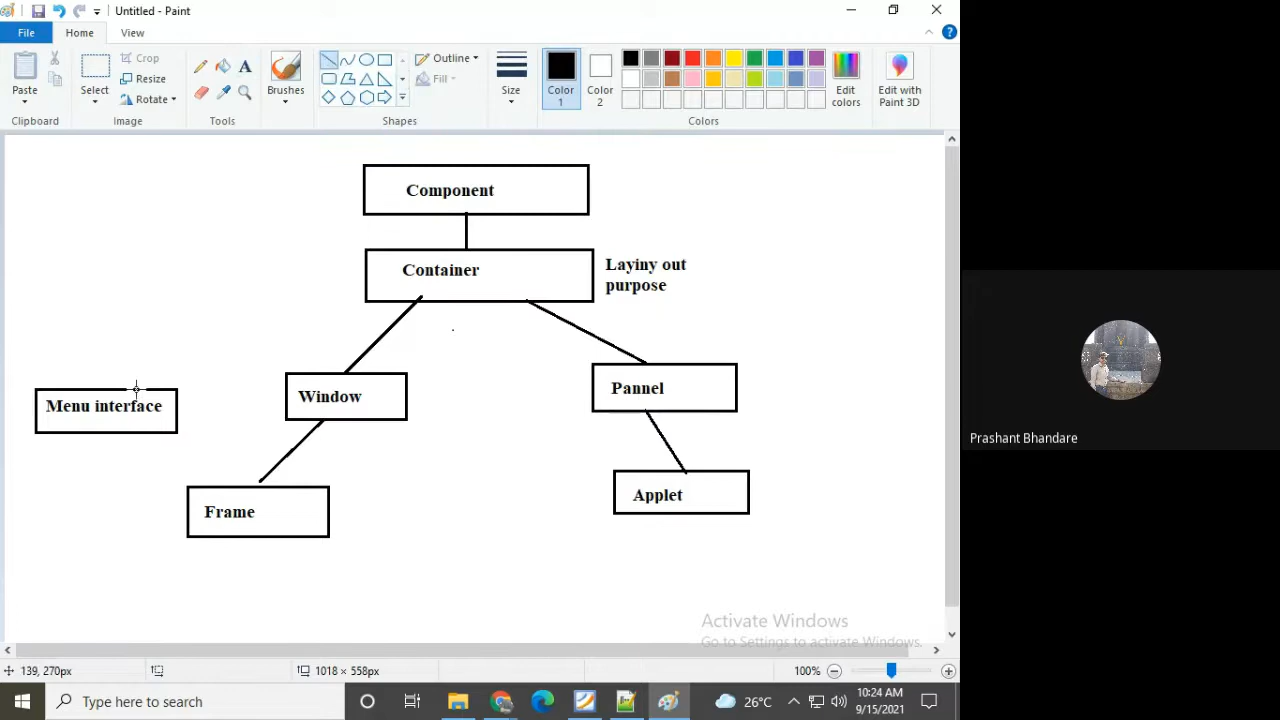 Untitled - Paint
File
Home
View
Paste
Clipboard
Select
Crop
Resize
Rotate
Image
Tools
Brushes
Shapes
Outline
Fill
Size
Color
1
Color
2
Edit
colors
Edit with
Paint 3D
Colors
Component
Container
Layiny out
purpose
Window
Pannel
Menu interface
Frame
Applet
Prashant Bhandare
Activate Windows
Go to Settings to activate Windows.
139, 270px
1018 × 558px
100%
Type here to search
26°C
10:24 AM
9/15/2021